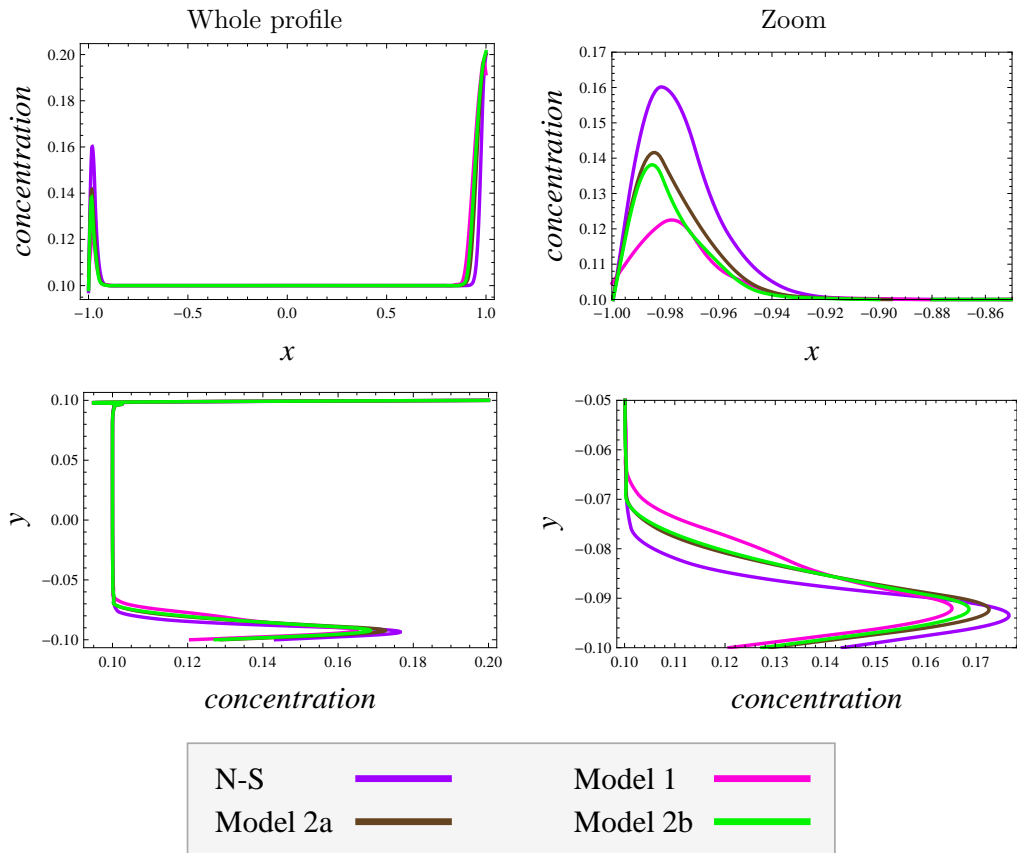 Whole profile
Zoom
concentration
0.20
0.18
0.16
0.14
0.12
0.10
−1.0 −0.5 0.0 0.5 1.0
x
concentration
0.17
0.16
0.15
0.14
0.13
0.12
0.11
0.10
−1.00 −0.98 −0.96 −0.94 −0.92 −0.90 −0.88 −0.86
x
y
0.10
0.05
0.00
−0.05
−0.10
0.10 0.12 0.14 0.16 0.18 0.20
concentration
y
−0.05
−0.06
−0.07
−0.08
−0.09
−0.10
0.10 0.11 0.12 0.13 0.14 0.15 0.16 0.17
concentration
N-S
Model 1
Model 2a
Model 2b